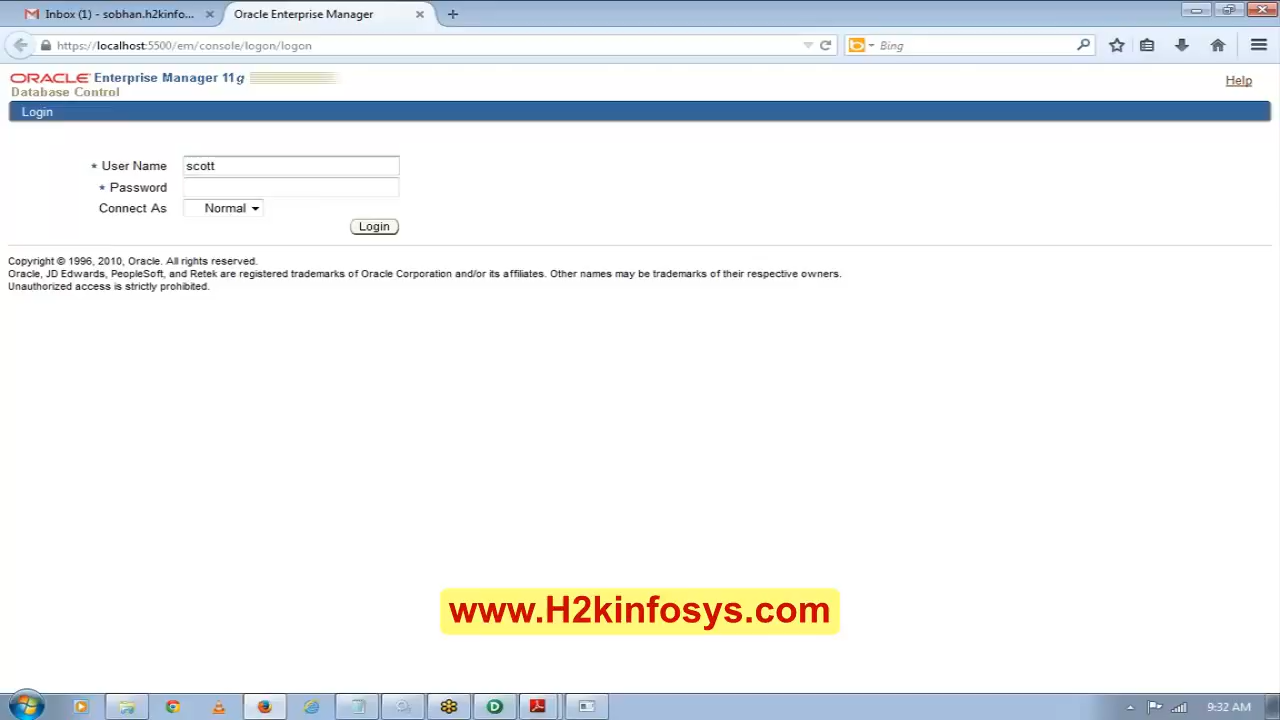 Inbox (1) - sobhan.h2kinfo...
Oracle Enterprise Manager
https://localhost:5500/em/console/logon/logon
Bing
ORACLE Enterprise Manager 11g
Database Control
Help
Login
* User Name scott
* Password
Connect As Normal
Login
Copyright © 1996, 2010, Oracle. All rights reserved.
Oracle, JD Edwards, PeopleSoft, and Retek are registered trademarks of Oracle Corporation and/or its affiliates. Other names may be trademarks of their respective owners.
Unauthorized access is strictly prohibited.
www.H2kinfosys.com
9:32 AM